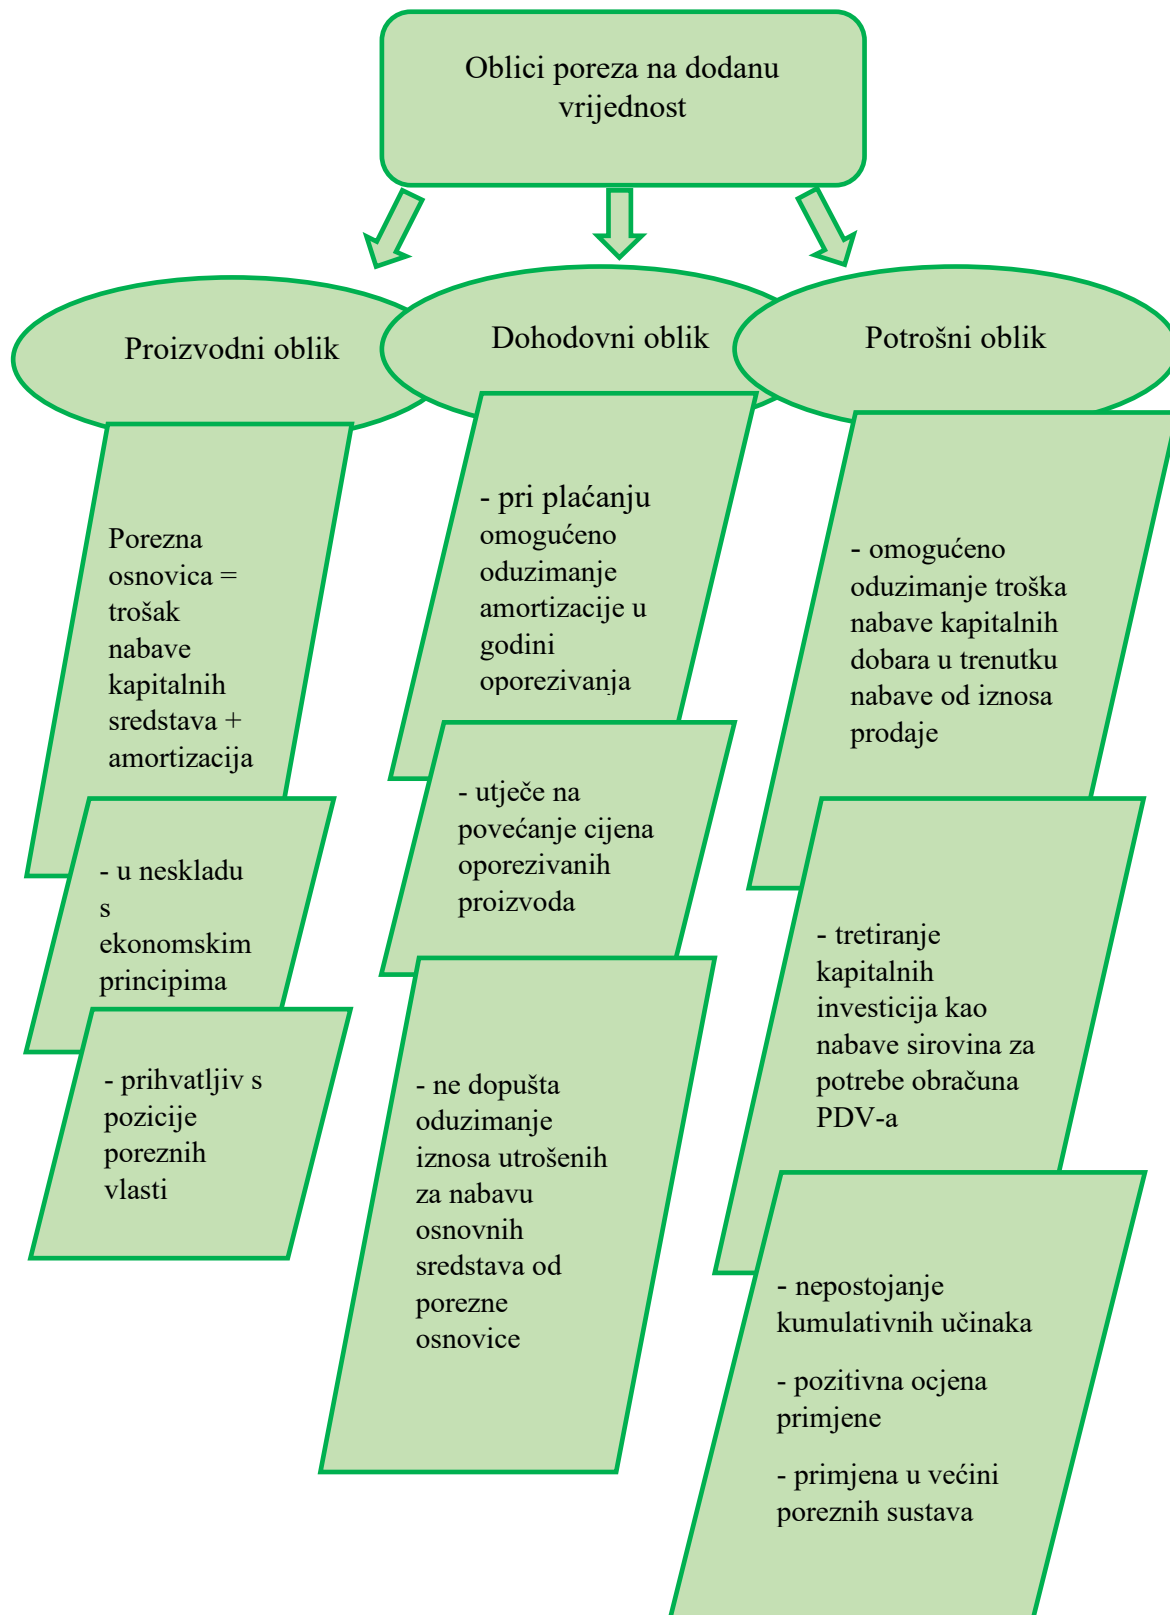 Oblici poreza na dodanu
vrijednost
Proizvodni oblik
Dohodovni oblik
Potrošni oblik
Porezna
osnovica =
trošak
nabave
kapitalnih
sredstava +
amortizacija
- u neskladu
s
ekonomskim
principima
- prihvatljiv s
pozicije
poreznih
vlasti
- pri plaćanju
omogućeno
oduzimanje
amortizacije u
godini
oporezivanja
- utječe na
povećanje cijena
oporezivanih
proizvoda
- ne dopušta
oduzimanje
iznosa utrošenih
za nabavu
osnovnih
sredstava od
porezne
osnovice
- omogućeno
oduzimanje troška
nabave kapitalnih
dobara u trenutku
nabave od iznosa
prodaje
- tretiranje
kapitalnih
investicija kao
nabave sirovina za
potrebe obračuna
PDV-a
- nepostojanje
kumulativnih učinaka
- pozitivna ocjena
primjene
- primjena u većini
poreznih sustava